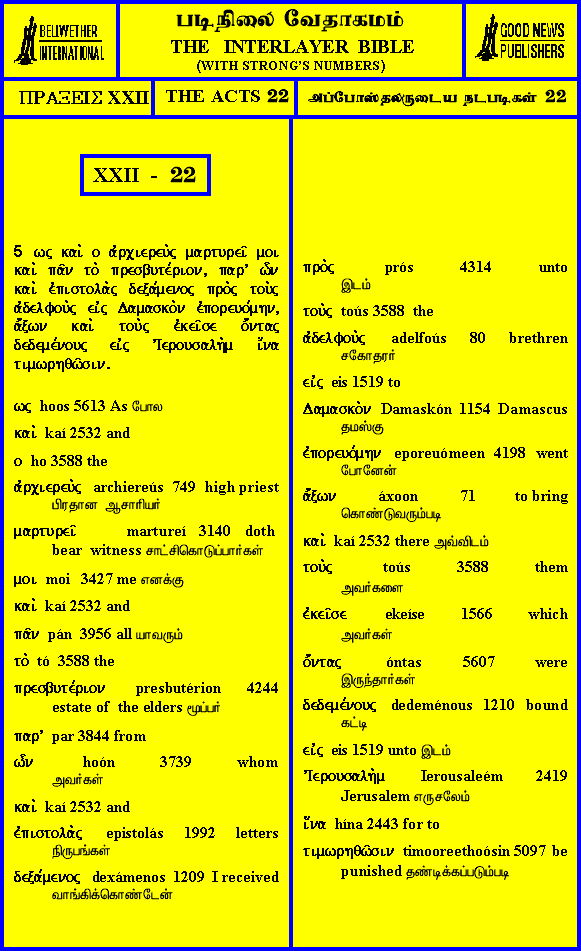 BELLWETHER
INTERNATIONAL
படிநிலை வேதாகமம்
THE INTERLAYER BIBLE
(WITH STRONG'S NUMBERS)
GOOD NEWS
PUBLISHERS
ΠΡΑΞΕΙΣ XXII
THE ACTS 22
அப்போஸ்தலருடைய நடபடிகள் 22
XXII - 22
5 ως καὶ ο ἀρχιερεὺς μαρτυρεῖ μοι
καὶ πᾶν τὸ πρεσβυτέριον, παρ' ὧν
καὶ ἐπιστολὰς δεξάμενος πρὸς τοὺς
ἀδελφοὺς εἰς Δαμασκὸν ἐπορευόμην,
ἄξων καὶ τοὺς ἐκεῖσε ὄντας
δεδεμένους εἰς Ἰερουσαλὴμ ἵνα
τιμωρηθῶσιν.
ως hoos 5613 As போல
καὶ kaí 2532 and
ο ho 3588 the
ἀρχιερεὺς archiereús 749 high priest
பிரதான ஆசாரியர்
μαρτυρεῖ martureí 3140 doth
bear witness சாட்சிகொடுப்பார்கள்
μοι moi 3427 me எனக்கு
καὶ kaí 2532 and
πᾶν pán 3956 all யாவரும்
τὸ tó 3588 the
πρεσβυτέριον presbutérion 4244
estate of the elders மூப்பர்
παρ' par 3844 from
ὧν hoón 3739 whom
அவர்கள்
καὶ kaí 2532 and
ἐπιστολὰς epistolás 1992 letters
நிருபங்கள்
δεξάμενος dexámenos 1209 I received
வாங்கிக்கொண்டேன்
πρὸς prós 4314 unto
இடம்
τοὺς toús 3588 the
ἀδελφοὺς adelfoús 80 brethren
சகோதரர்
εἰς eis 1519 to
Δαμασκὸν Damaskón 1154 Damascus
தமஸ்கு
ἐπορευόμην eporeuómeen 4198 went
போனேன்
ἄξων áxoon 71 to bring
கொண்டுவரும்படி
καὶ kaí 2532 there அவ்விடம்
τοὺς toús 3588 them
அவர்களை
ἐκεῖσε ekeíse 1566 which
அவர்கள்
ὄντας óntas 5607 were
இருந்தார்கள்
δεδεμένους dedeménous 1210 bound
கட்டி
εἰς eis 1519 unto இடம்
Ἰερουσαλὴμ Ierousaleém 2419
Jerusalem எருசலேம்
ἵνα hína 2443 for to
τιμωρηθῶσιν timooreethoósin 5097 be
punished தண்டிக்கப்படும்படி